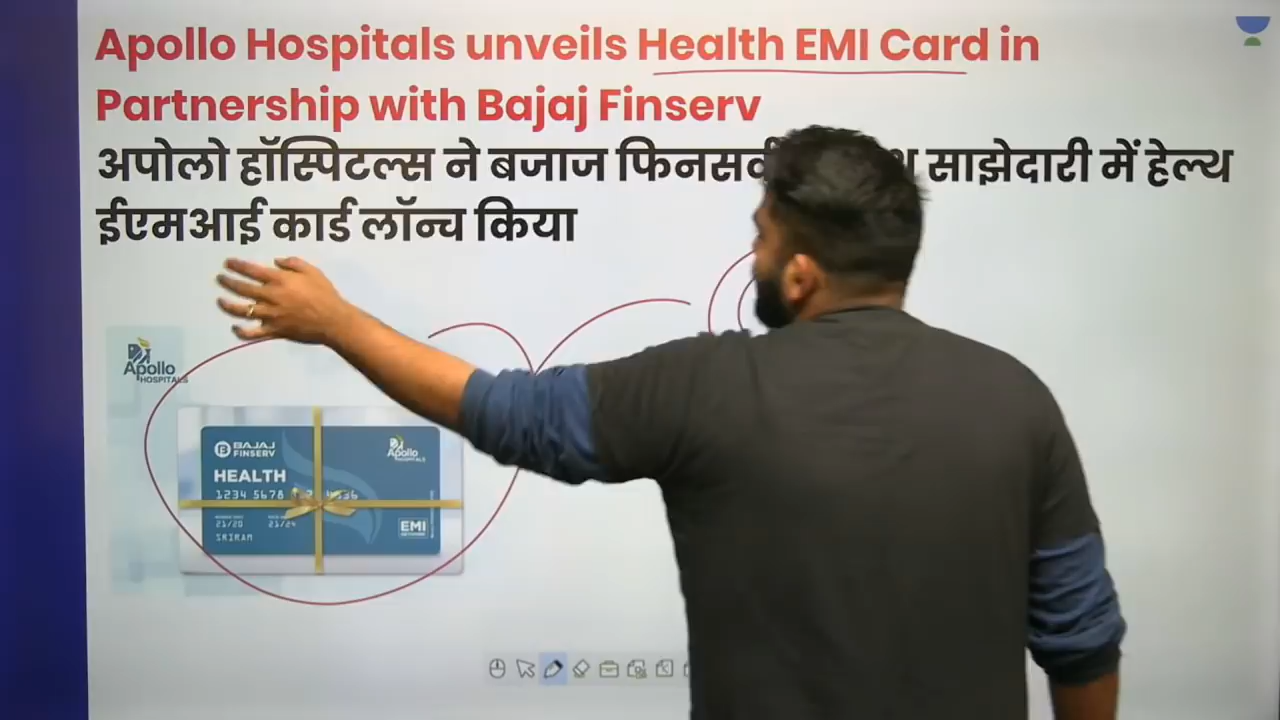 Apollo Hospitals unveils Health EMI Card in
Partnership with Bajaj Finserv
अपोलो हॉस्पिटल्स ने बजाज साझेदारी में हेल्थ
ईएमआई कार्ड लॉन्च किया
Apollo
HOSPITALS
BAJAJ
FINSERV
Apollo
HOSPITALS
HEALTH
1234 5678
21/20 21/24
SRIRAM
EMI
NETWORK